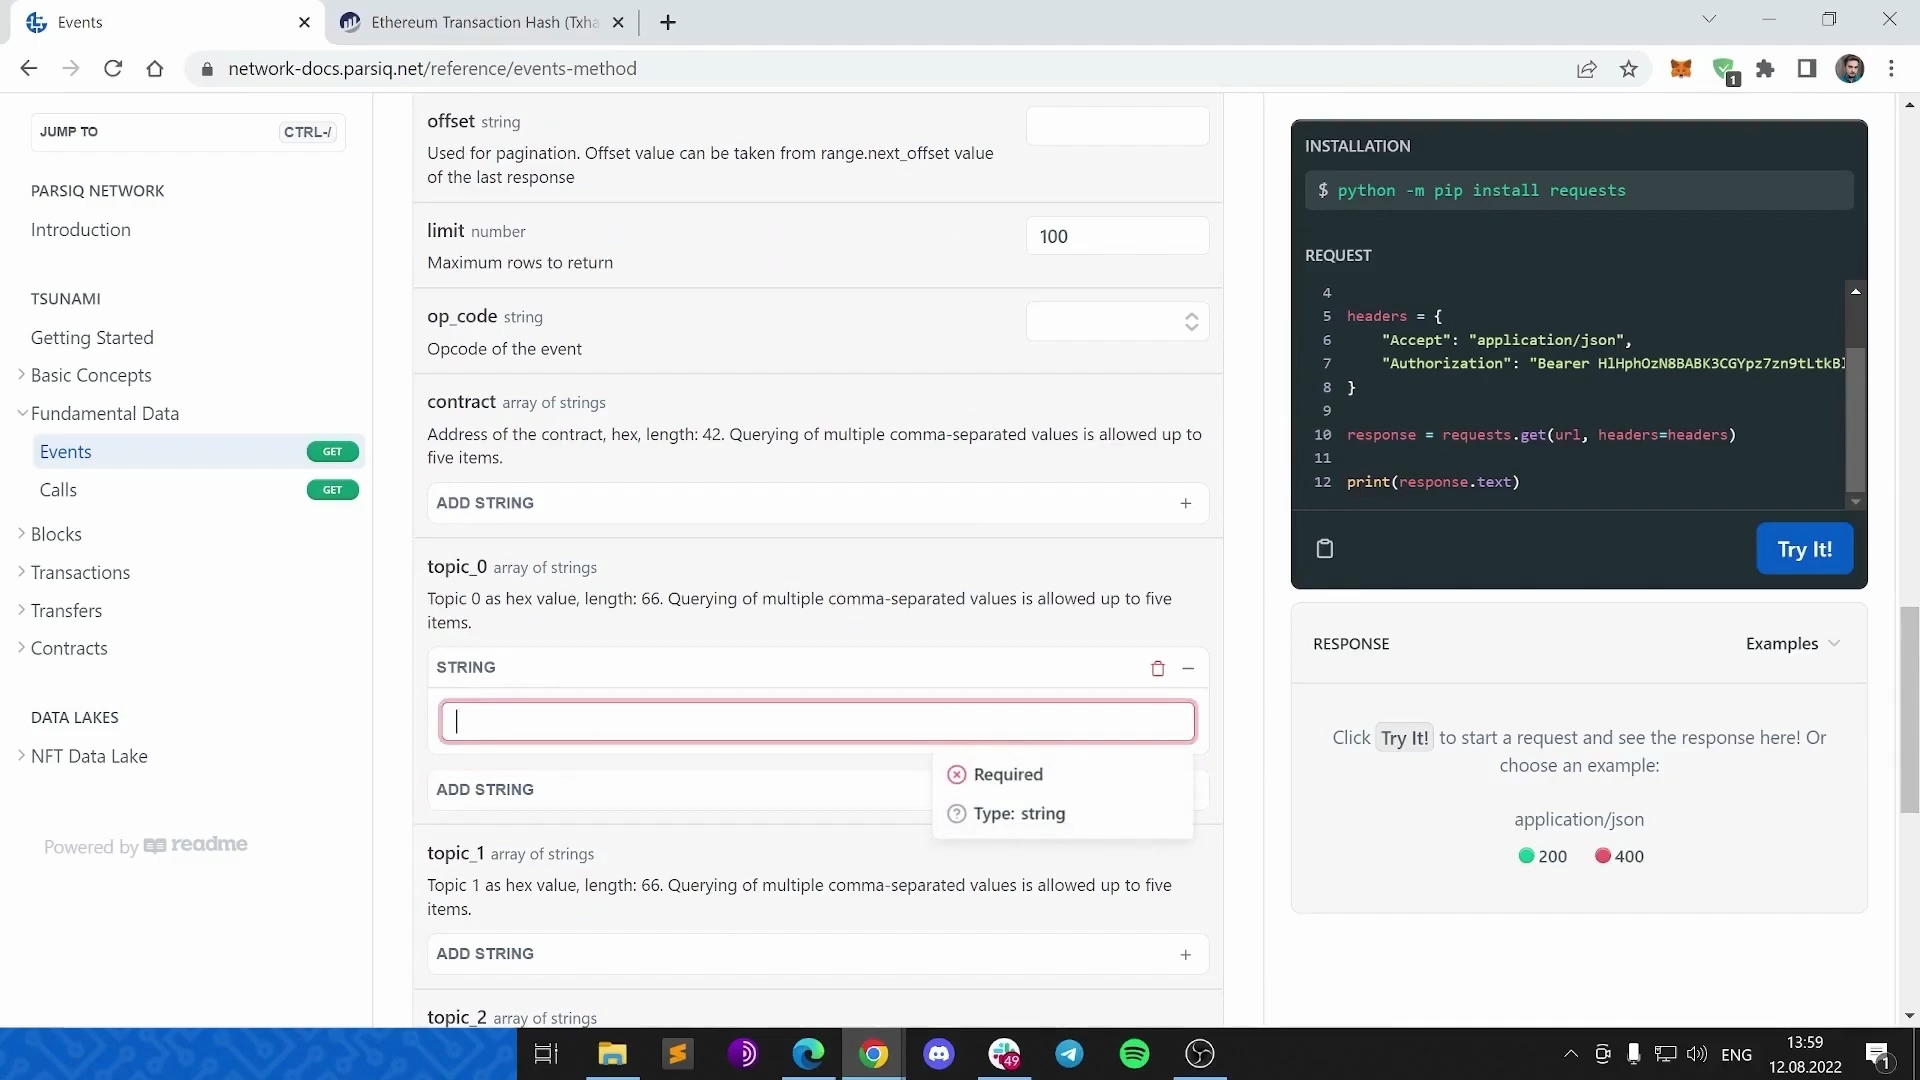 Events
Ethereum Transaction Hash (Txha
network-docs.parsiq.net/reference/events-method
1
JUMP TO
CTRL-/
PARSIQ NETWORK
Introduction
TSUNAMI
Getting Started
Basic Concepts
Fundamental Data
Events
GET
Calls
GET
Blocks
Transactions
Transfers
Contracts
DATA LAKES
NFT Data Lake
Powered by readme
offset string
Used for pagination. Offset value can be taken from range.next_offset value
of the last response
limit number
100
Maximum rows to return
op_code string
Opcode of the event
contract array of strings
Address of the contract, hex, length: 42. Querying of multiple comma-separated values is allowed up to
five items.
ADD STRING +
topic_0 array of strings
Topic 0 as hex value, length: 66. Querying of multiple comma-separated values is allowed up to five
items.
STRING
Required
Type: string
ADD STRING
topic_1 array of strings
Topic 1 as hex value, length: 66. Querying of multiple comma-separated values is allowed up to five
items.
ADD STRING +
topic_2 array of strings
INSTALLATION
$ python -m pip install requests
REQUEST
4
5 headers = {
6 "Accept": "application/json",
7 "Authorization": "Bearer HlHphOzN8BABK3CGYpz7zn9tLtkB
8 }
9
10 response = requests.get(url, headers=headers)
11
12 print(response.text)
Try It!
RESPONSE
Examples
Click Try It! to start a request and see the response here! Or
choose an example:
application/json
200 400
49
ENG
13:59
12.08.2022
1